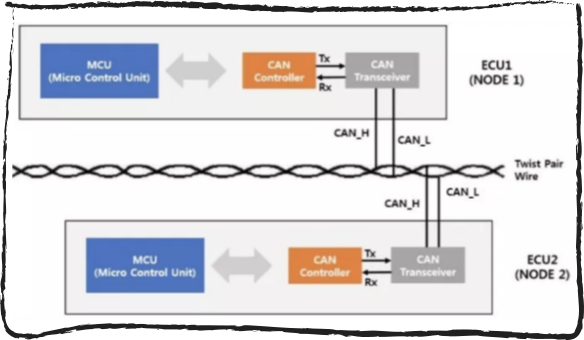 MCU
(Micro Control Unit)
CAN
Controller
Tx
Rx
CAN
Transceiver
ECU1
(NODE 1)
CAN_H
CAN_L
Twist Pair
Wire
CAN_H
CAN_L
MCU
(Micro Control Unit)
CAN
Controller
Tx
Rx
CAN
Transceiver
ECU2
(NODE 2)